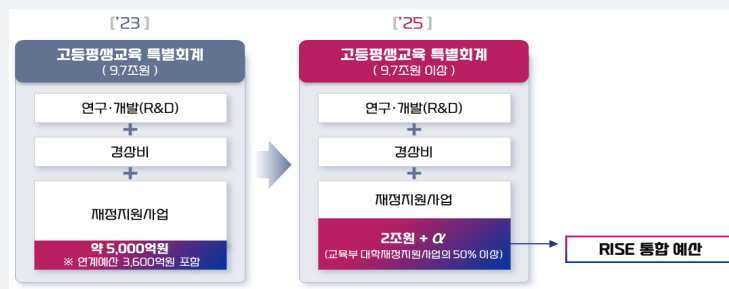 ['23]
고등평생교육 특별회계
( 9.7조원 )
연구·개발(R&D)
+
경상비
+
재정지원사업
약 5,000억원
※ 연계예산 3,600억원 포함
['25]
고등평생교육 특별회계
( 9.7조원 이상 )
연구·개발(R&D)
+
경상비
+
재정지원사업
2조원 + α
(교육부 대학재정지원사업의 50% 이상)
RISE 통합 예산